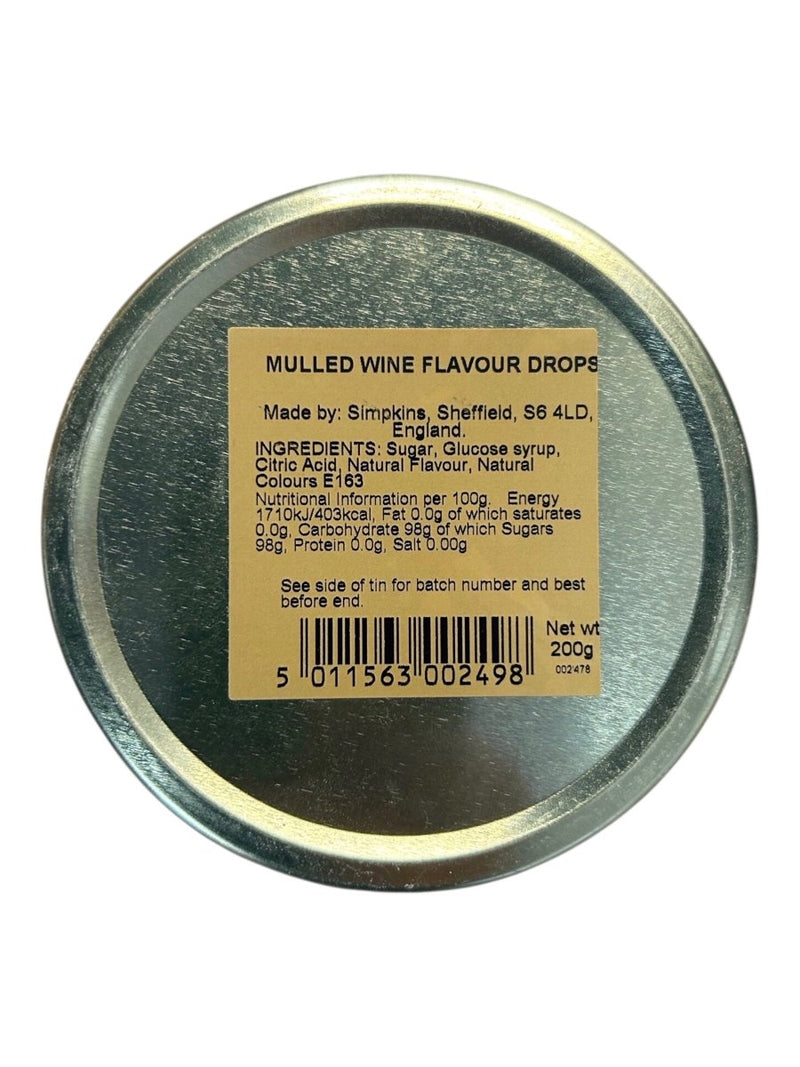 MULLED WINE FLAVOUR DROPS
Made by: Simpkins, Sheffield, S6 4LD,
England.
INGREDIENTS: Sugar, Glucose syrup,
Citric Acid, Natural Flavour, Natural
Colours E163
Nutritional Information per 100g. Energy
1710kJ/403kcal, Fat 0.0g of which saturates
0.0g, Carbohydrate 98g of which Sugars
98g, Protein 0.0g, Salt 0.00g
See side of tin for batch number and best
before end.
Net wt
200g
002478
5 011563 002498